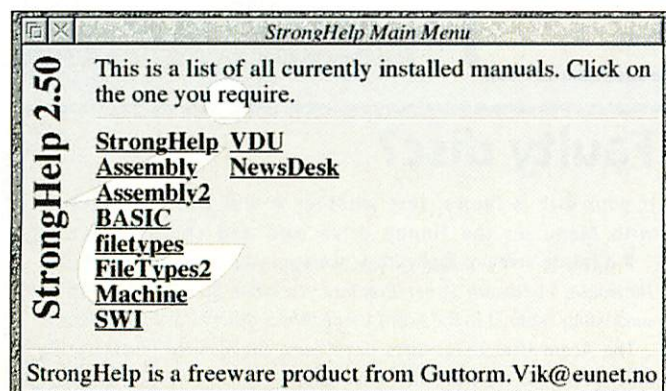 StrongHelp Main Menu
StrongHelp 2.50
This is a list of all currently installed manuals. Click on
the one you require.
StrongHelp VDU
Assembly NewsDesk
Assembly2
BASIC
filetypes
FileTypes2
Machine
SWI
StrongHelp is a freeware product from Guttorm.Vik@eunet.no